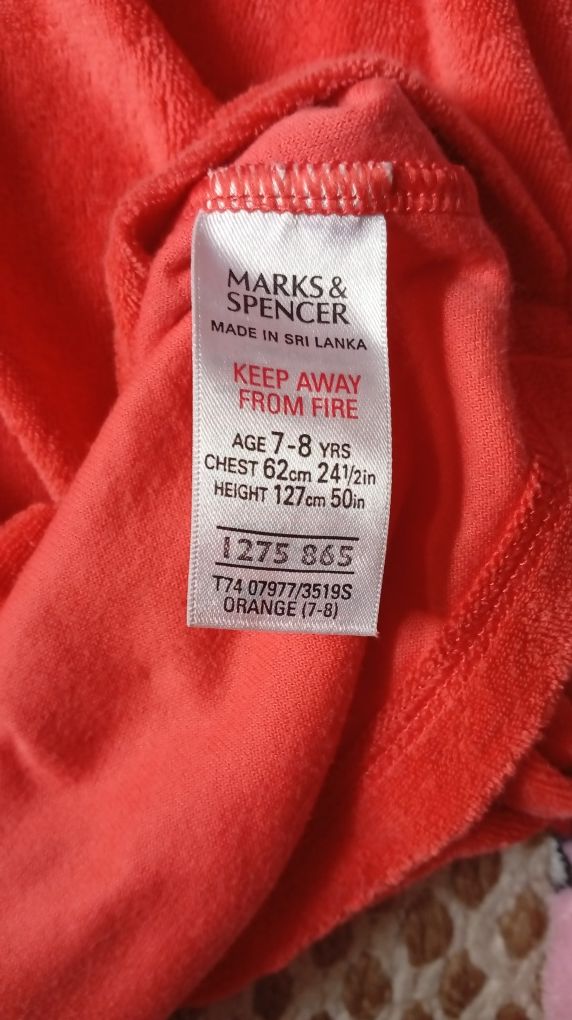 MARKS &
SPENCER
MADE IN SRI LANKA
KEEP AWAY
FROM FIRE
AGE 7-8 YRS
CHEST 62cm 24½in
HEIGHT 127cm 50in
1275 865
T74 07977/3519S
ORANGE (7-8)